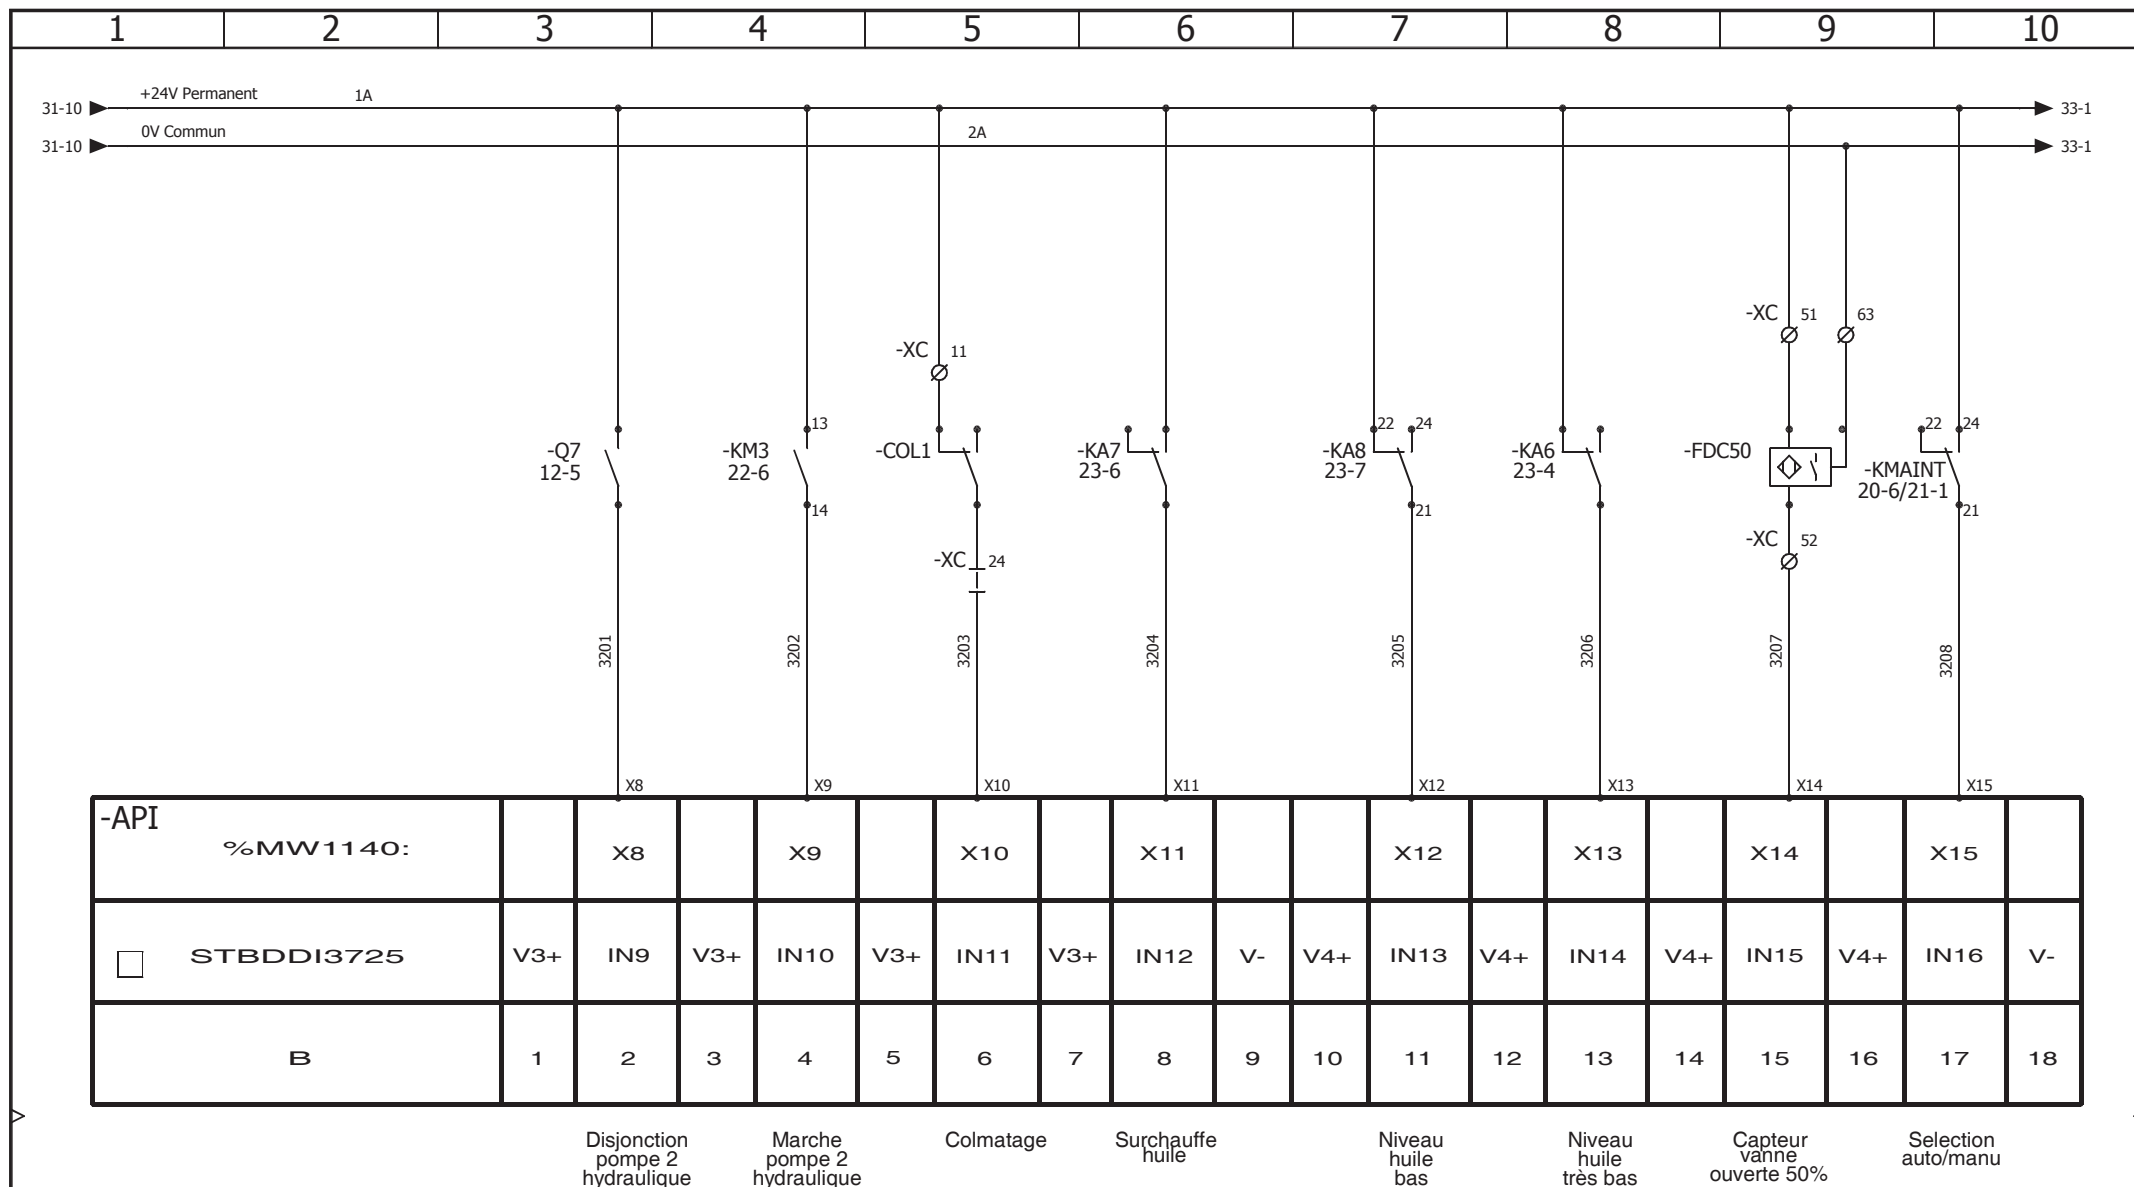 1 2 3 4 5 6 7 8 9 10
+24V Permanent 1A
31-10 33-1
0V Commun 2A
31-10 33-1
-XC 51 63
-XC 11
13 22 24 22 24
-Q7 -KM3 -COL1 -KA7 -KA8 -KA6 -FDC50 -KMAINT
12-5 22-6 23-6 23-7 23-4 20-6/21-1
14 21 21
-XC 52
-XC 24
3201 3202 3203 3204 3205 3206 3207 3208
X8 X9 X10 X11 X12 X13 X14 X15
-API
%MW1140: X8 X9 X10 X11 X12 X13 X14 X15
STBDDI3725 V3+ IN9 V3+ IN10 V3+ IN11 V3+ IN12 V- V4+ IN13 V4+ IN14 V4+ IN15 V4+ IN16 V-
B 1 2 3 4 5 6 7 8 9 10 11 12 13 14 15 16 17 18
Disjonction
pompe 2
hydraulique
Marche
pompe 2
hydraulique
Colmatage
Surchauffe
huile
Niveau
huile
bas
Niveau
huile
très bas
Capteur
vanne
ouverte 50%
Selection
auto/manu